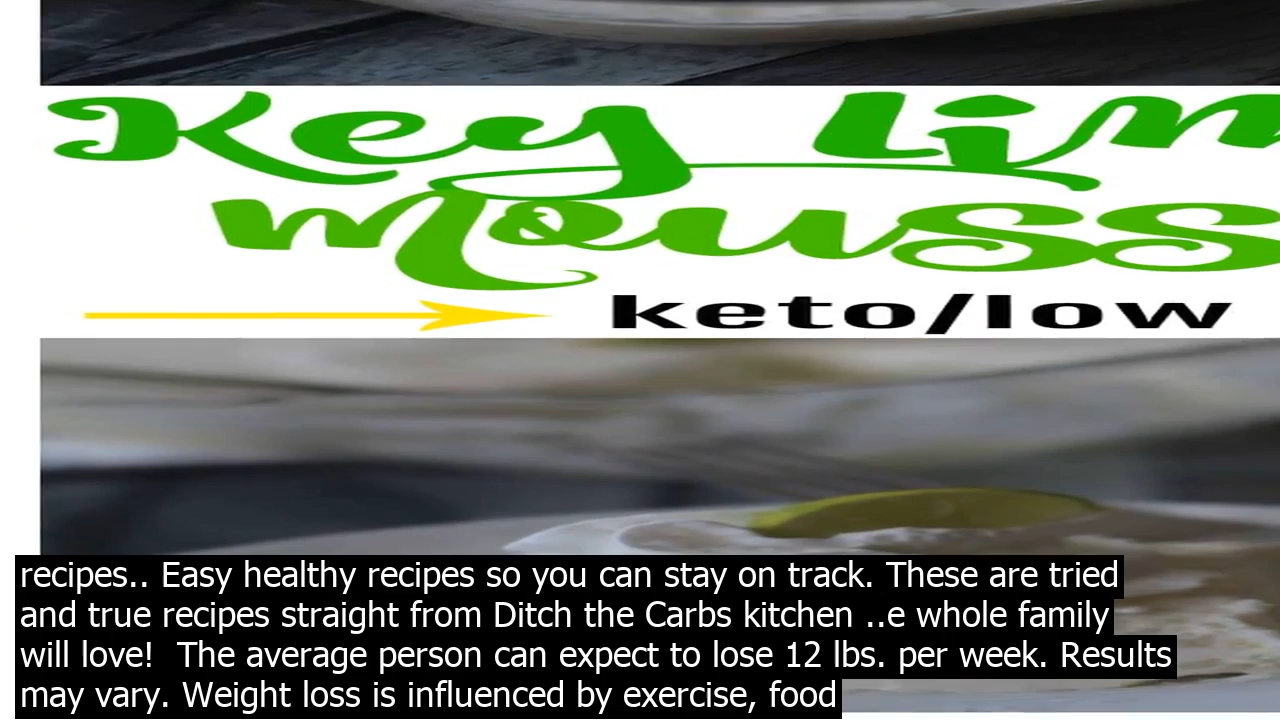 Key lim
mouss
keto/low
recipes.. Easy healthy recipes so you can stay on track. These are tried
and true recipes straight from Ditch the Carbs kitchen ..e whole family
will love!  The average person can expect to lose 12 lbs. per week. Results
may vary. Weight loss is influenced by exercise, food